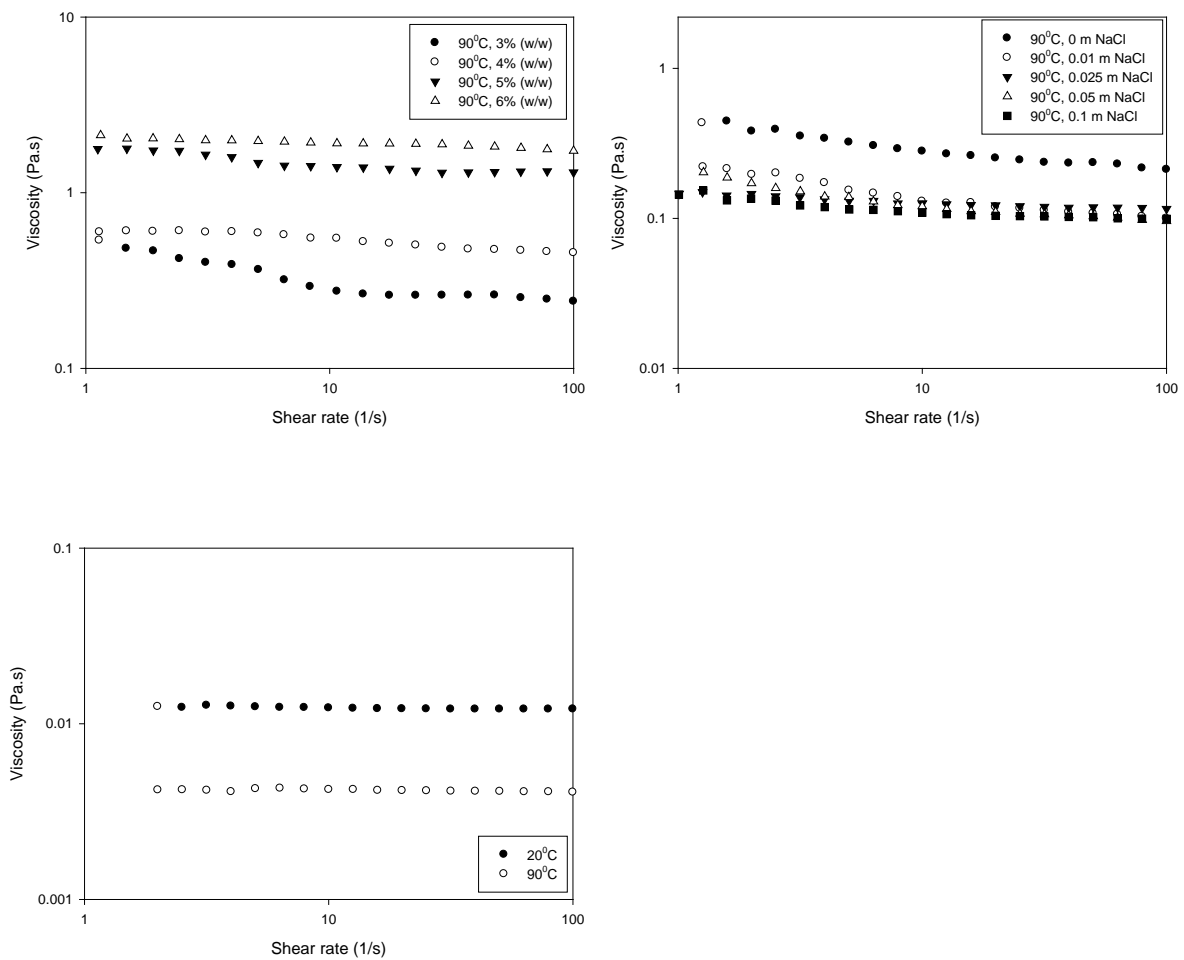 10
1
0.1
Viscosity (Pa.s)
90⁰C, 3% (w/w)
90⁰C, 4% (w/w)
90⁰C, 5% (w/w)
90⁰C, 6% (w/w)
1
10
100
Shear rate (1/s)
1
0.1
0.01
Viscosity (Pa.s)
90⁰C, 0 m NaCl
90⁰C, 0.01 m NaCl
90⁰C, 0.025 m NaCl
90⁰C, 0.05 m NaCl
90⁰C, 0.1 m NaCl
1
10
100
Shear rate (1/s)
0.1
0.01
0.001
Viscosity (Pa.s)
20⁰C
90⁰C
1
10
100
Shear rate (1/s)